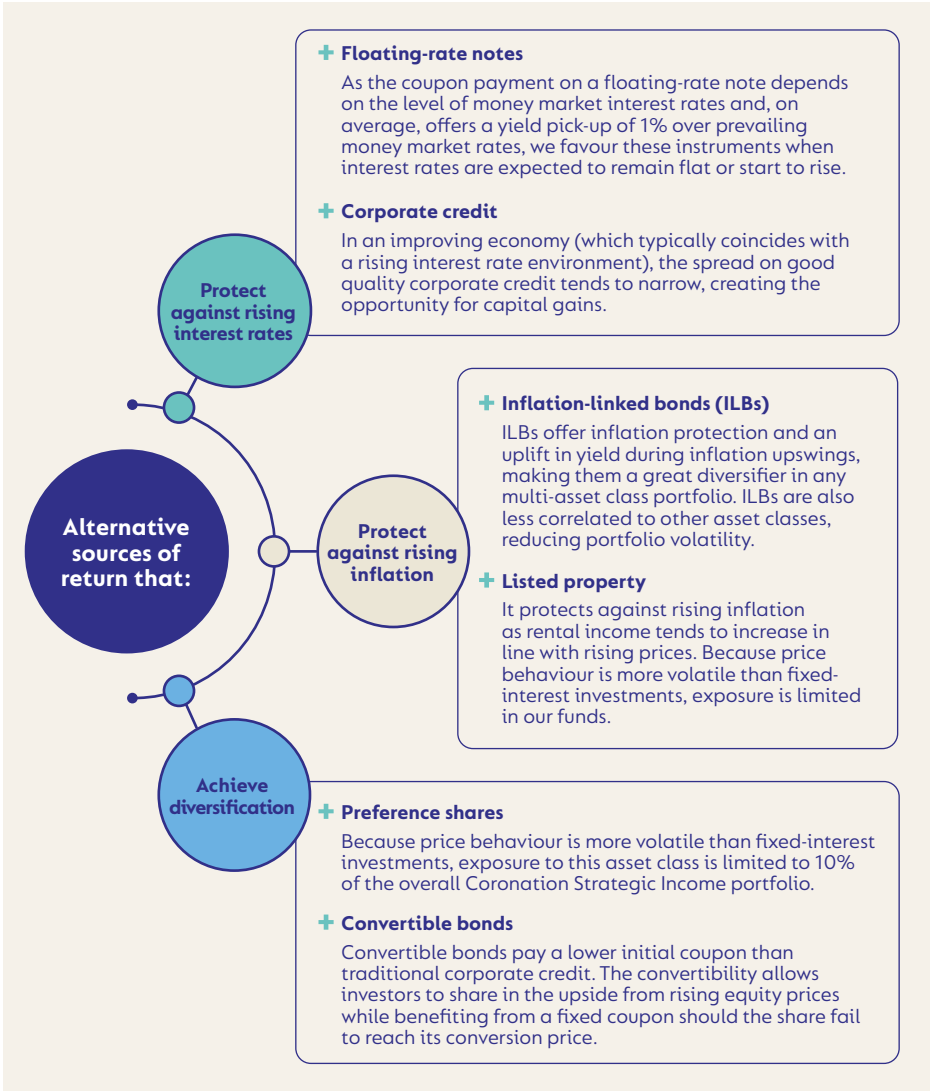 + Floating-rate notes
As the coupon payment on a floating-rate note depends
on the level of money market interest rates and, on
average, offers a yield pick-up of 1% over prevailing
money market rates, we favour these instruments when
interest rates are expected to remain flat or start to rise.
+ Corporate credit
In an improving economy (which typically coincides with
a rising interest rate environment), the spread on good
quality corporate credit tends to narrow, creating the
opportunity for capital gains.
Protect
against rising
interest rates
Alternative
sources of
return that:
Protect
against rising
inflation
+ Inflation-linked bonds (ILBs)
ILBs offer inflation protection and an
uplift in yield during inflation upswings,
making them a great diversifier in any
multi-asset class portfolio. ILBs are also
less correlated to other asset classes,
reducing portfolio volatility.
+ Listed property
It protects against rising inflation
as rental income tends to increase in
line with rising prices. Because price
behaviour is more volatile than fixed-
interest investments, exposure is limited
in our funds.
Achieve
diversification
+ Preference shares
Because price behaviour is more volatile than fixed-interest
investments, exposure to this asset class is limited to 10%
of the overall Coronation Strategic Income portfolio.
+ Convertible bonds
Convertible bonds pay a lower initial coupon than
traditional corporate credit. The convertibility allows
investors to share in the upside from rising equity prices
while benefiting from a fixed coupon should the share fail
to reach its conversion price.